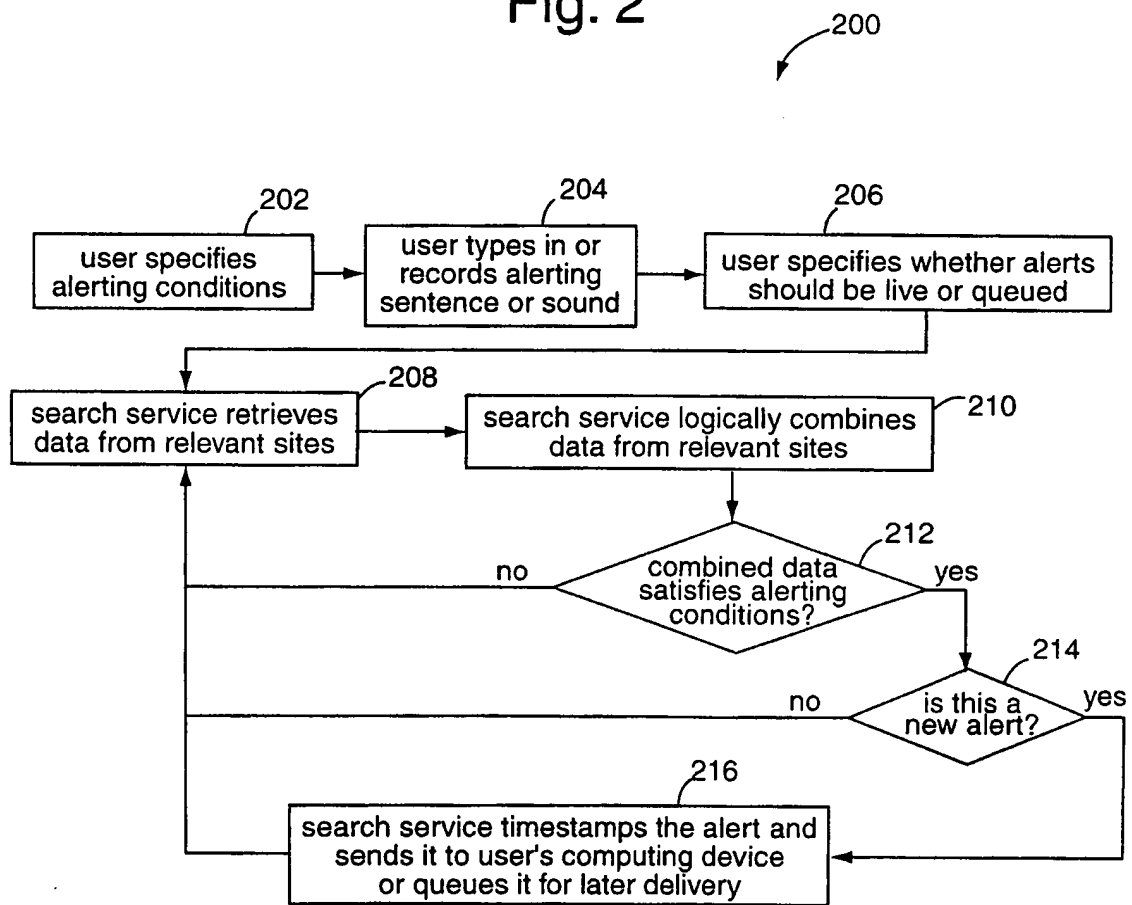 Fig. 2
200
202
204
206
user specifies
alerting conditions
user types in or
records alerting
sentence or sound
user specifies whether alerts
should be live or queued
208
210
search service retrieves
data from relevant sites
search service logically combines
data from relevant sites
212
no
combined data
satisfies alerting
conditions?
yes
214
no
is this a
new alert?
yes
216
search service timestamps the alert and
sends it to user's computing device
or queues it for later delivery